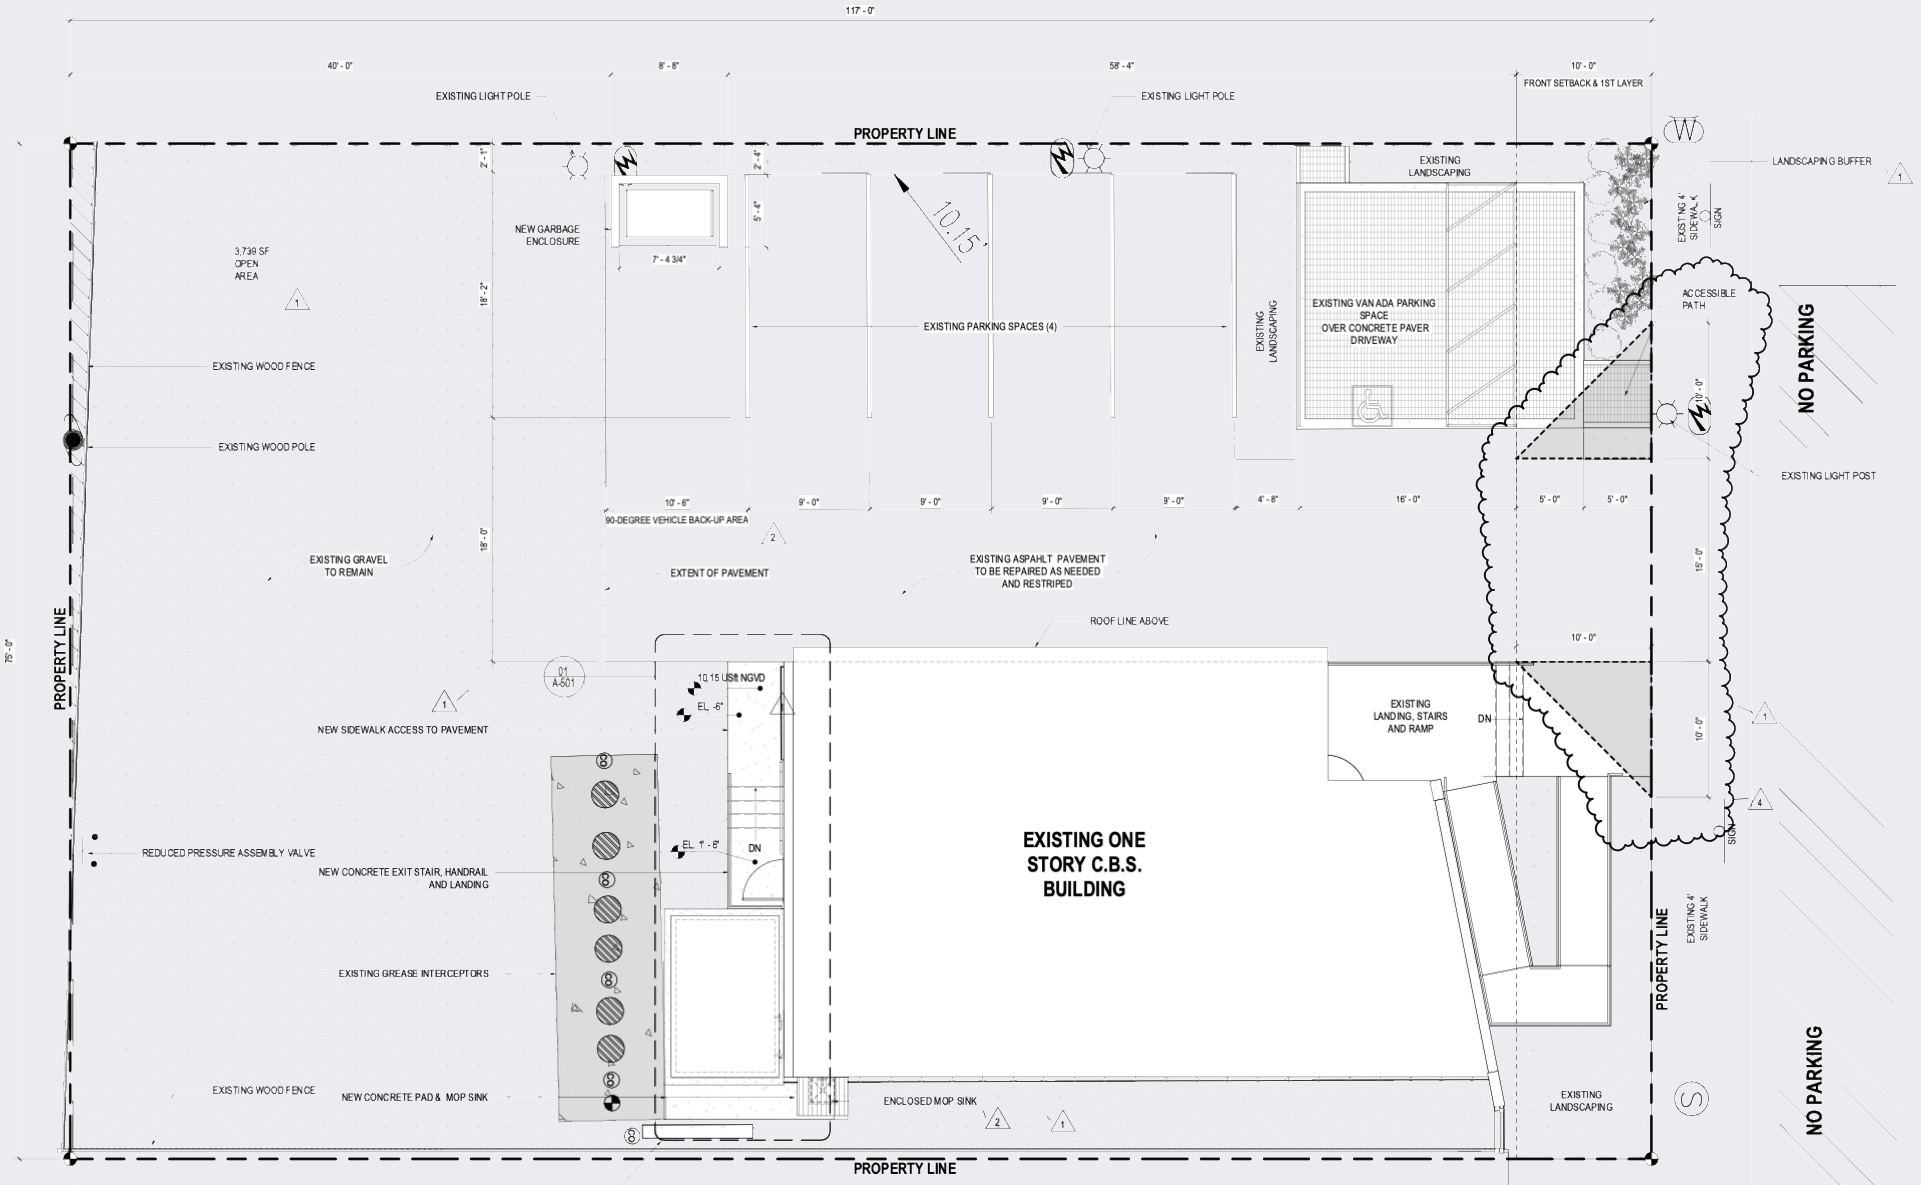 117' - 0"
40' - 0"
8' - 8"
58' - 4"
10' - 0"
FRONT SETBACK & 1ST LAYER
EXISTING LIGHT POLE
EXISTING LIGHT POLE
PROPERTY LINE
W
LANDSCAPING BUFFER
1
2' - 1"
2' - 4"
EXISTING
LANDSCAPING
EXISTING 4'
SIDEWALK
SIGN
5' - 4"
10.15'
NEW GARBAGE
ENCLOSURE
3,739 SF
OPEN
AREA
1
7' - 4 3/4"
18' - 2"
ACCESSIBLE
PATH
EXISTING VAN ADA PARKING
SPACE
OVER CONCRETE PAVER
DRIVEWAY
EXISTING PARKING SPACES (4)
EXISTING
LANDSCAPING
NO PARKING
EXISTING WOOD FENCE
10' - 0"
EXISTING WOOD POLE
EXISTING LIGHT POST
10' - 6"
9' - 0"
9' - 0"
9' - 0"
9' - 0"
4' - 8"
16' - 0"
5' - 0"
5' - 0"
90-DEGREE VEHICLE BACK-UP AREA
2
18' - 0"
15' - 0"
EXISTING GRAVEL
TO REMAIN
EXTENT OF PAVEMENT
EXISTING ASPAHLT PAVEMENT
TO BE REPAIRED AS NEEDED
AND RESTRIPED
ROOF LINE ABOVE
75' - 0"
PROPERTY LINE
10' - 0"
01
A-501
10.15 USft NGVD
EL. -6"
1
NEW SIDEWALK ACCESS TO PAVEMENT
EXISTING
LANDING, STAIRS
AND RAMP
DN
10' - 0"
1
CO
4
SIGN
EL. 1' - 6"
DN
REDUCED PRESSURE ASSEMBLY VALVE
NEW CONCRETE EXIT STAIR, HANDRAIL
AND LANDING
EXISTING ONE
STORY C.B.S.
BUILDING
CO
EXISTING 4'
SIDEWALK
PROPERTY LINE
EXISTING GREASE INTERCEPTORS
CO
CO
EXISTING WOOD FENCE
NEW CONCRETE PAD & MOP SINK
ENCLOSED MOP SINK
2
1
EXISTING
LANDSCAPING
S
NO PARKING
CO
PROPERTY LINE